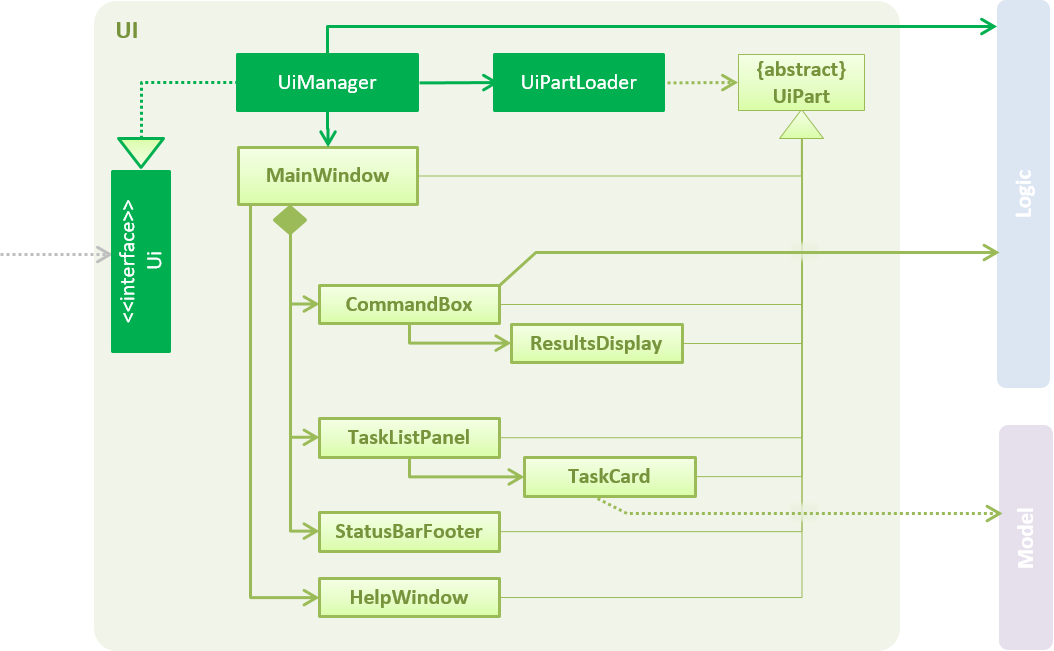 UI
UiManager
UiPartLoader
{abstract}
UiPart
MainWindow
<<interface>>
Ui
Logic
CommandBox
ResultsDisplay
TaskListPanel
TaskCard
StatusBarFooter
Model
HelpWindow